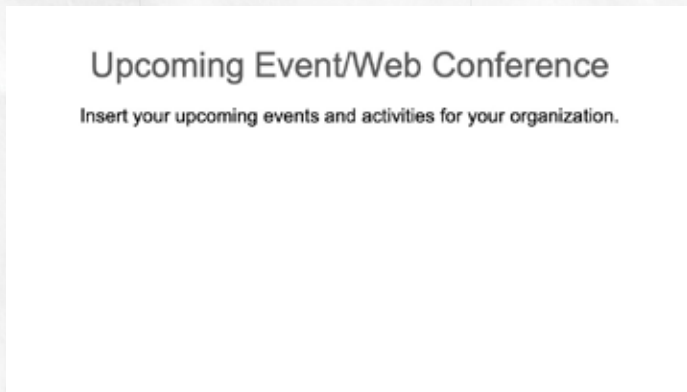 Upcoming Event/Web Conference
Insert your upcoming events and activities for your organization.